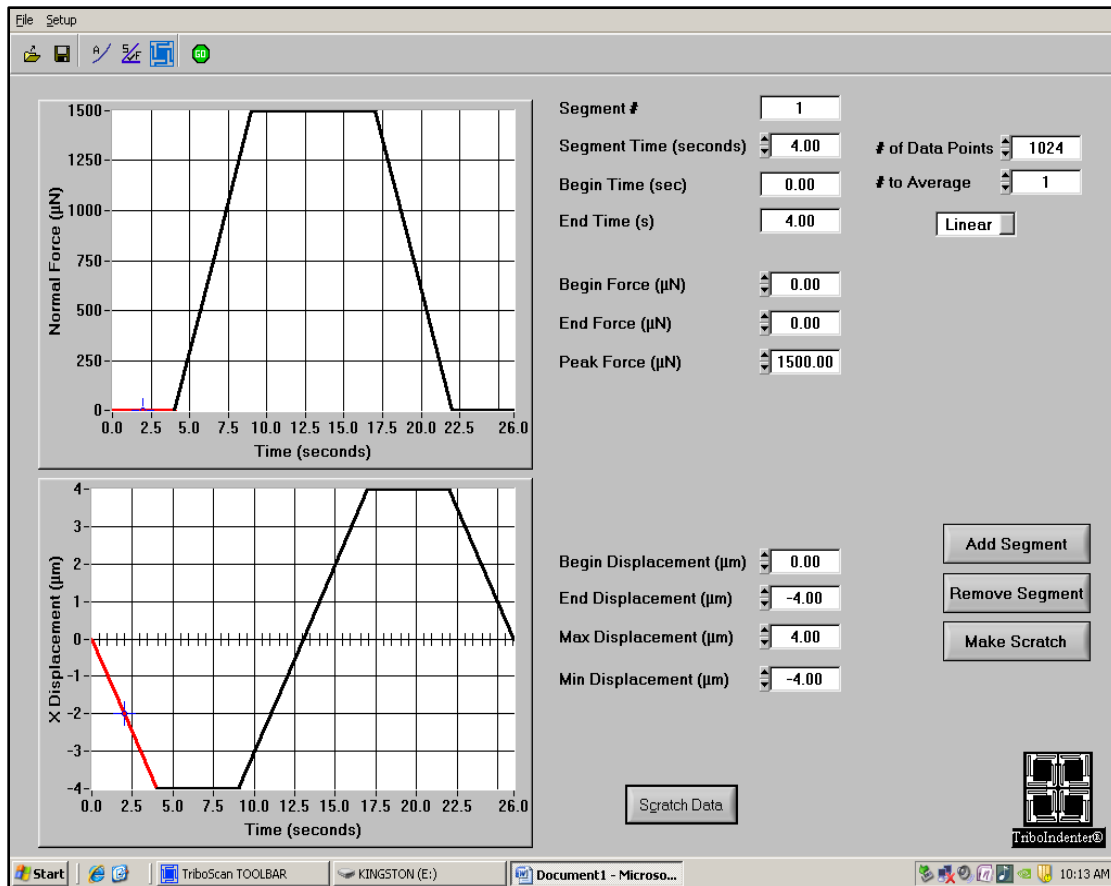 File Setup
A S/F GO
1500
1250
1000
750
500
250
0
Normal Force (µN)
0.0 2.5 5.0 7.5 10.0 12.5 15.0 17.5 20.0 22.5 26.0
Time (seconds)
Segment # 1
Segment Time (seconds) 4.00
Begin Time (sec) 0.00
End Time (s) 4.00
# of Data Points 1024
# to Average 1
Linear
Begin Force (µN) 0.00
End Force (µN) 0.00
Peak Force (µN) 1500.00
4
3
2
1
0
-1
-2
-3
-4
X Displacement (µm)
0.0 2.5 5.0 7.5 10.0 12.5 15.0 17.5 20.0 22.5 26.0
Time (seconds)
Begin Displacement (µm) 0.00
End Displacement (µm) -4.00
Max Displacement (µm) 4.00
Min Displacement (µm) -4.00
Add Segment
Remove Segment
Make Scratch
Scratch Data
TriboIndenter®
Start TriboScan TOOLBAR KINGSTON (E:) Document1 - Microso... 10:13 AM